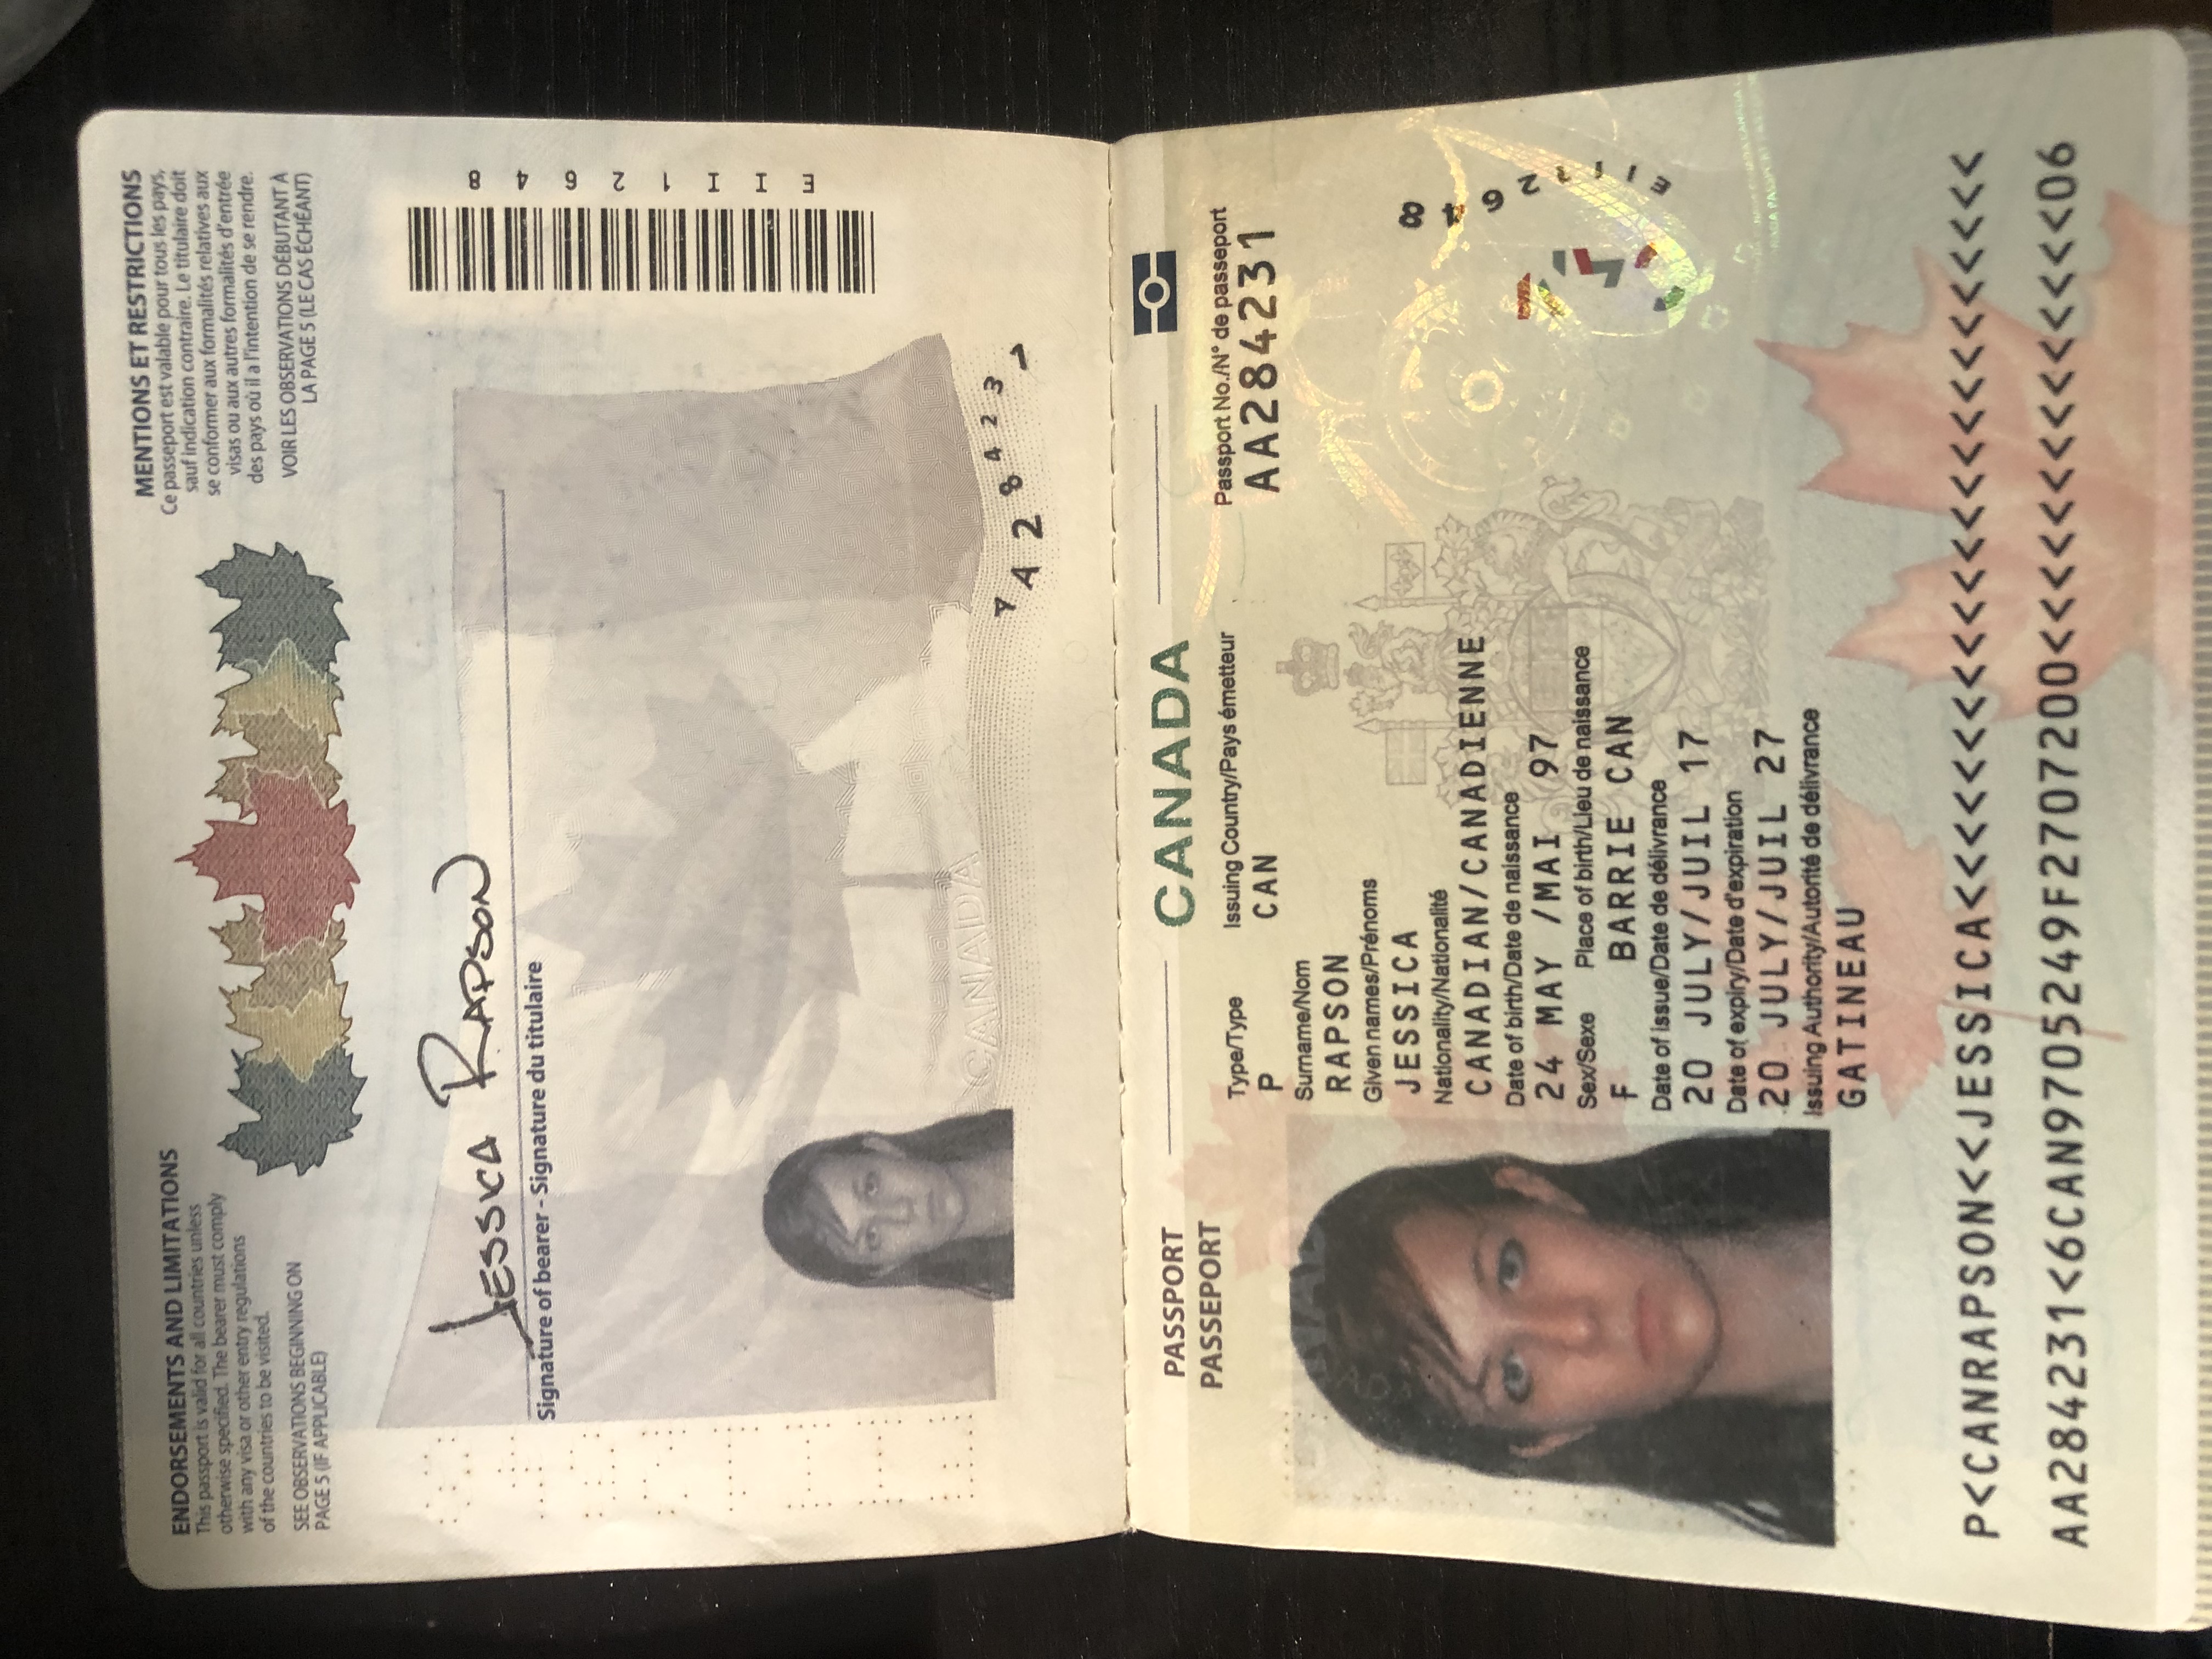 ENDORSEMENTS AND LIMITATIONS
This passport is valid for all countries unless
otherwise specified. The bearer must comply
with any visa or other entry regulations
of the countries to be visited.
SEE OBSERVATIONS BEGINNING ON
PAGE 5 (IF APPLICABLE)
MENTIONS ET RESTRICTIONS
Ce passeport est valable pour tous les pays,
sauf indication contraire. Le titulaire doit
se conformer aux formalités relatives aux
visas ou aux autres formalités d'entrée
des pays où il a l'intention de se rendre.
VOIR LES OBSERVATIONS DÉBUTANT À
LA PAGE 5 (LE CAS ÉCHÉANT)
JESSICA RAPSON
Signature of bearer - Signature du titulaire
E I I 1 2 6 4 8
CANADA
AA284231
PASSPORT
PASSEPORT
CANADA
Type/Type Issuing Country/Pays émetteur Passport No./N° de passeport
P CAN AA284231
Surname/Nom
RAPSON
Given names/Prénoms
JESSICA
Nationality/Nationalité
CANADIAN/CANADIENNE
Date of birth/Date de naissance
24 MAY /MAI 97
Sex/Sexe Place of birth/Lieu de naissance
F BARRIE CAN
Date of issue/Date de délivrance
20 JULY/JUIL 17
Date of expiry/Date d'expiration
20 JULY/JUIL 27
Issuing Authority/Autorité de délivrance
GATINEAU
P<CANRAPSON<<JESSICA<<<<<<<<<<<<<<<<<<<<<<<<
AA284231<6CAN9705249F2707200<<<<<<<<<<<<<<06